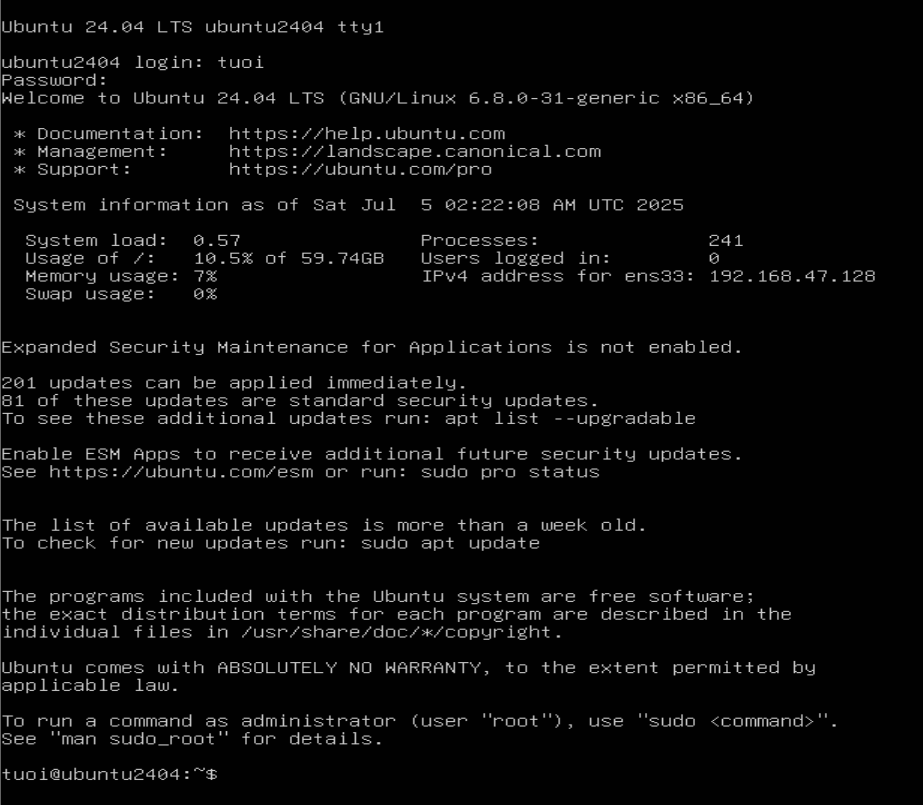 Ubuntu 24.04 LTS ubuntu2404 tty1
ubuntu2404 login: tuoi
Password:
Welcome to Ubuntu 24.04 LTS (GNU/Linux 6.8.0-31-generic x86_64)
* Documentation: https://help.ubuntu.com
* Management: https://landscape.canonical.com
* Support: https://ubuntu.com/pro
System information as of Sat Jul 5 02:22:08 AM UTC 2025
System load: 0.57 Processes: 241
Usage of /: 10.5% of 59.74GB Users logged in: 0
Memory usage: 7% IPv4 address for ens33: 192.168.47.128
Swap usage: 0%
Expanded Security Maintenance for Applications is not enabled.
201 updates can be applied immediately.
81 of these updates are standard security updates.
To see these additional updates run: apt list --upgradable
Enable ESM Apps to receive additional future security updates.
See https://ubuntu.com/esm or run: sudo pro status
The list of available updates is more than a week old.
To check for new updates run: sudo apt update
The programs included with the Ubuntu system are free software;
the exact distribution terms for each program are described in the
individual files in /usr/share/doc/*/copyright.
Ubuntu comes with ABSOLUTELY NO WARRANTY, to the extent permitted by
applicable law.
To run a command as administrator (user "root"), use "sudo <command>".
See "man sudo_root" for details.
tuoi@ubuntu2404:~$